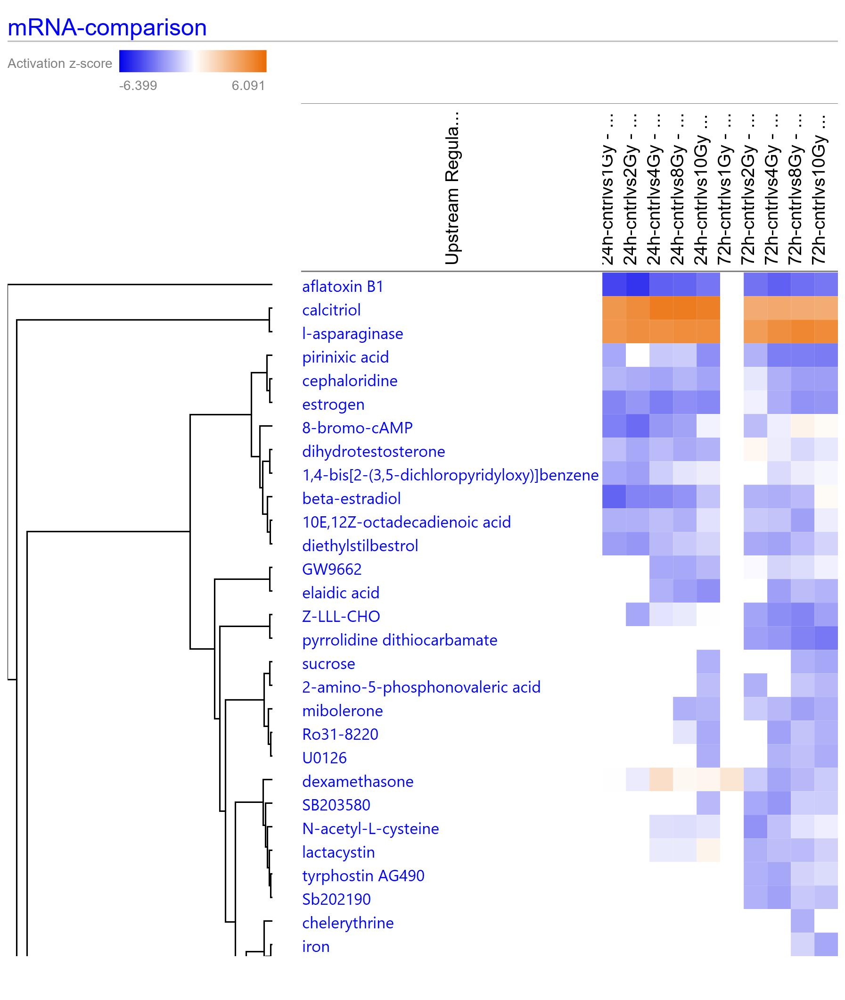 mRNA-comparison
Activation z-score
-6.399 6.091
Upstream Regula...
24h-cntrlvs1Gy - ...
24h-cntrlvs2Gy - ...
24h-cntrlvs4Gy - ...
24h-cntrlvs8Gy - ...
24h-cntrlvs10Gy ...
72h-cntrlvs1Gy - ...
72h-cntrlvs2Gy - ...
72h-cntrlvs4Gy - ...
72h-cntrlvs8Gy - ...
72h-cntrlvs10Gy ...
aflatoxin B1
calcitriol
l-asparaginase
pirinixic acid
cephaloridine
estrogen
8-bromo-cAMP
dihydrotestosterone
1,4-bis[2-(3,5-dichloropyridyloxy)]benzene
beta-estradiol
10E,12Z-octadecadienoic acid
diethylstilbestrol
GW9662
elaidic acid
Z-LLL-CHO
pyrrolidine dithiocarbamate
sucrose
2-amino-5-phosphonovaleric acid
mibolerone
Ro31-8220
U0126
dexamethasone
SB203580
N-acetyl-L-cysteine
lactacystin
tyrphostin AG490
Sb202190
chelerythrine
iron